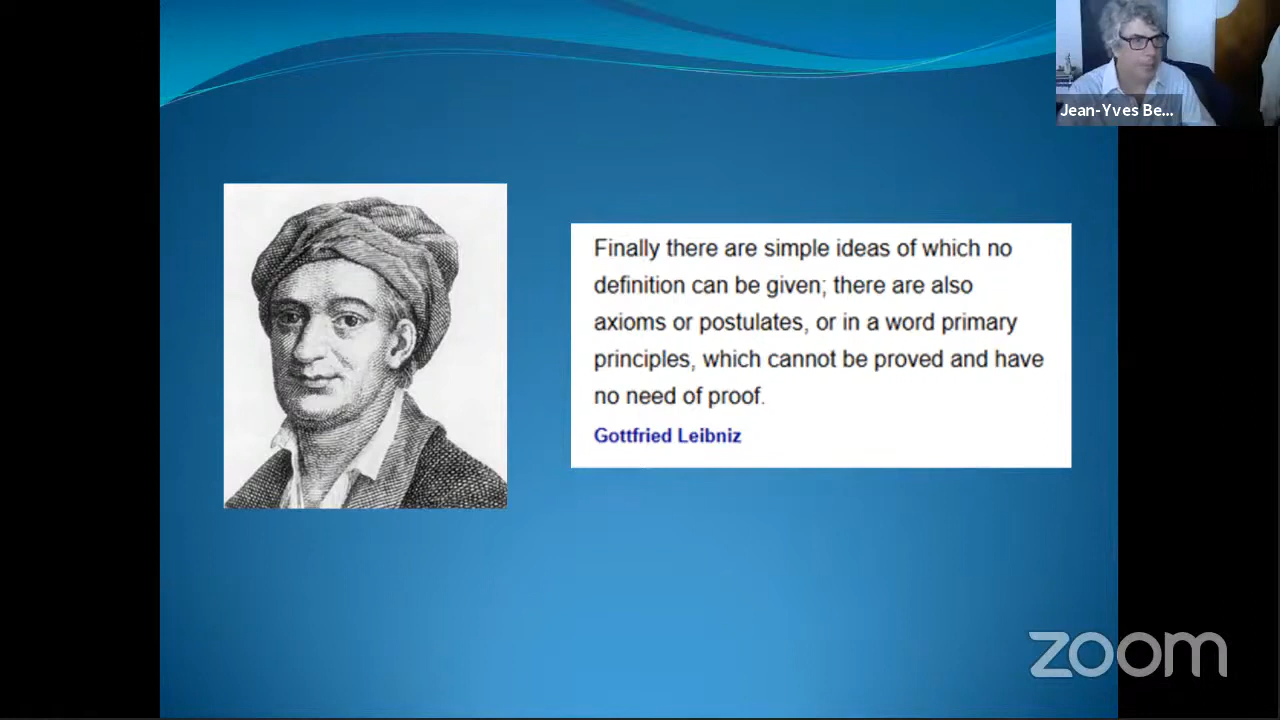 Jean-Yves Be...
Finally there are simple ideas of which no
definition can be given; there are also
axioms or postulates, or in a word primary
principles, which cannot be proved and have
no need of proof.
Gottfried Leibniz
zoom